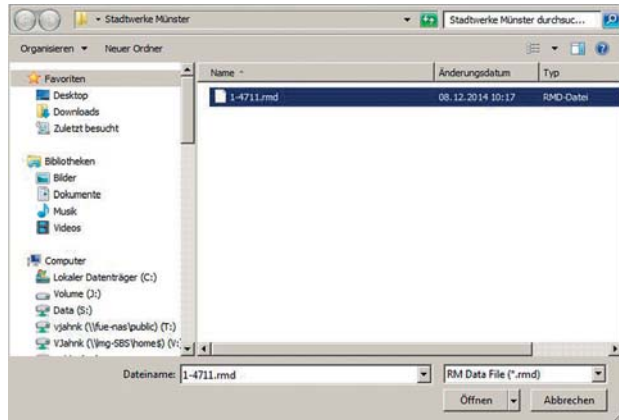 Stadtwerke Münster
Stadtwerke Münster durchsuc...
Organisieren
Neuer Ordner
Favoriten
Desktop
Downloads
Zuletzt besucht
Bibliotheken
Bilder
Dokumente
Musik
Videos
Computer
Lokaler Datenträger (C:)
Volume (J:)
Data (S:)
vjahnk (\\fue-nas\public) (T:)
VJahnk (\\img-SBS\home$) (V:)
Name
Änderungsdatum
Typ
1-4711.rmd
08.12.2014 10:17
RMD-Datei
Dateiname:
1-4711.rmd
RM Data File (*.rmd)
Öffnen
Abbrechen